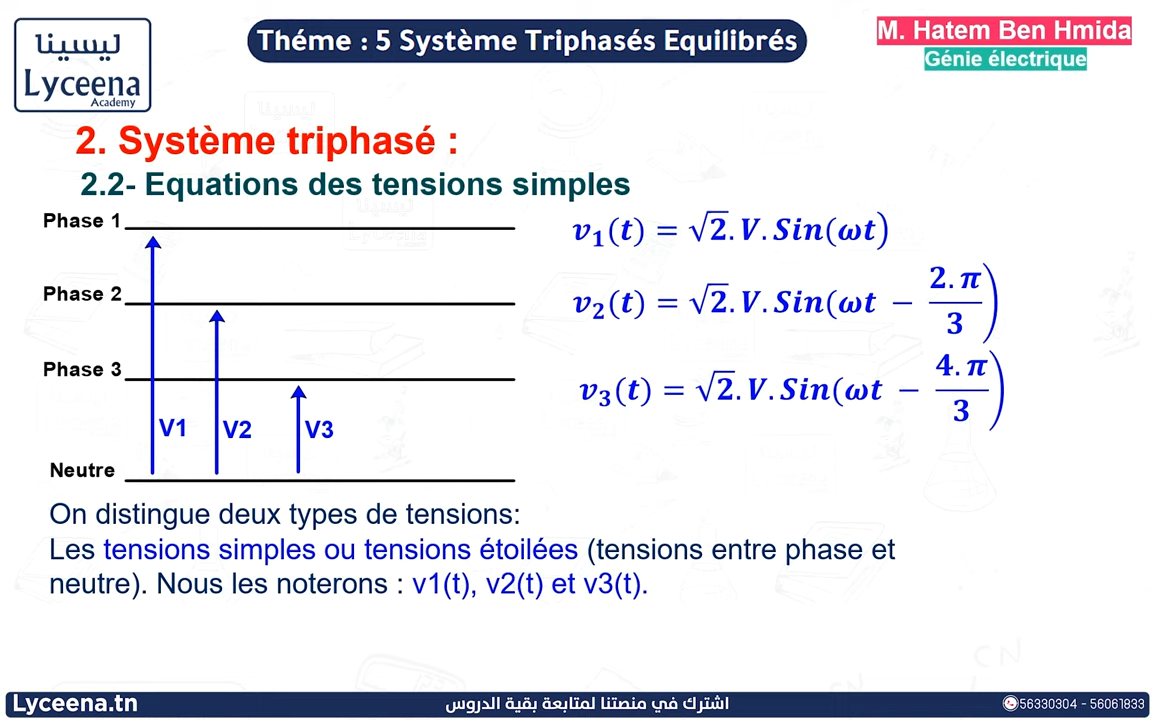 ليسينا
Lyceena
Academy
Théme : 5 Système Triphasés Equilibrés
M. Hatem Ben Hmida
Génie électrique
2. Système triphasé :
2.2- Equations des tensions simples
Phase 1
Phase 2
Phase 3
Neutre
V1 V2 V3
v₁(t) = √2.V.Sin(ωt)
v₂(t) = √2.V.Sin(ωt − 2.π/3)
v₃(t) = √2.V.Sin(ωt − 4.π/3)
On distingue deux types de tensions:
Les tensions simples ou tensions étoilées (tensions entre phase et
neutre). Nous les noterons : v1(t), v2(t) et v3(t).
Lyceena.tn
اشترك في منصتنا لمتابعة بقية الدروس
56330304 - 56061833